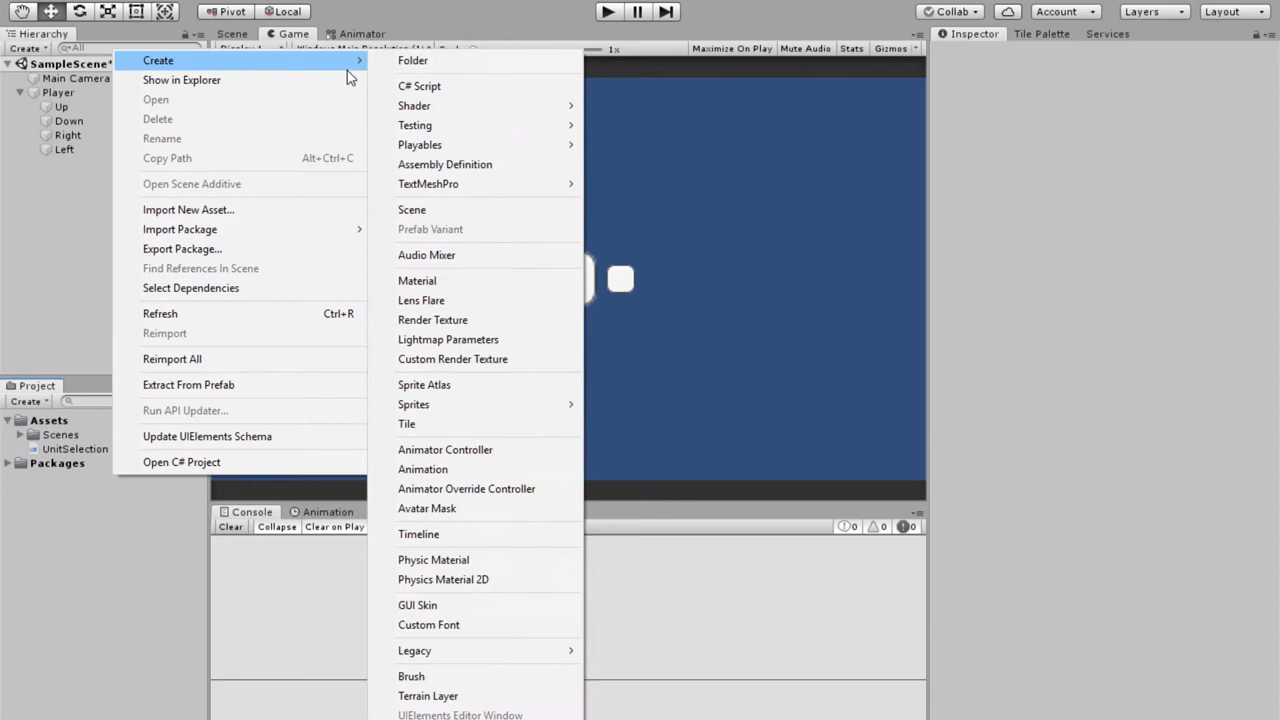 Pivot Local Collab Account Layers Layout
Hierarchy Scene Game Animator Inspector Tile Palette Services
Create All 1x Maximize On Play Mute Audio Stats Gizmos
SampleScene*
Main Camera
Player
Up
Down
Right
Left
Project
Create
Assets
Scenes
UnitSelection
Packages
Create
Show in Explorer
Open
Delete
Rename
Copy Path Alt+Ctrl+C
Open Scene Additive
Import New Asset...
Import Package
Export Package...
Find References In Scene
Select Dependencies
Refresh Ctrl+R
Reimport
Reimport All
Extract From Prefab
Run API Updater...
Update UIElements Schema
Open C# Project
Folder
C# Script
Shader
Testing
Playables
Assembly Definition
TextMeshPro
Scene
Prefab Variant
Audio Mixer
Material
Lens Flare
Render Texture
Lightmap Parameters
Custom Render Texture
Sprite Atlas
Sprites
Tile
Animator Controller
Animation
Animator Override Controller
Avatar Mask
Timeline
Physic Material
Physics Material 2D
GUI Skin
Custom Font
Legacy
Brush
Terrain Layer
UIElements Editor Window
Console Animation
Clear Collapse Clear on Play 0 0 0